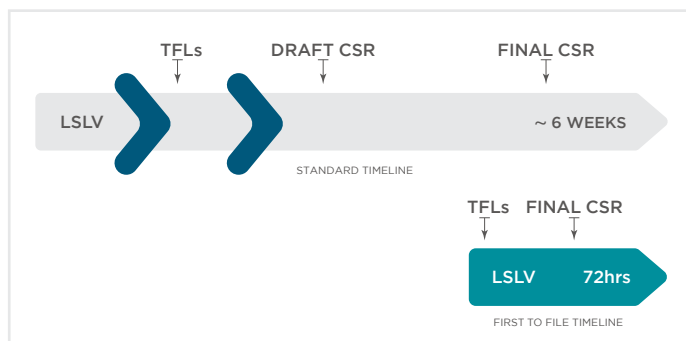 TFLs DRAFT CSR FINAL CSR
LSLV ~ 6 WEEKS
STANDARD TIMELINE
TFLs FINAL CSR
LSLV 72hrs
FIRST TO FILE TIMELINE